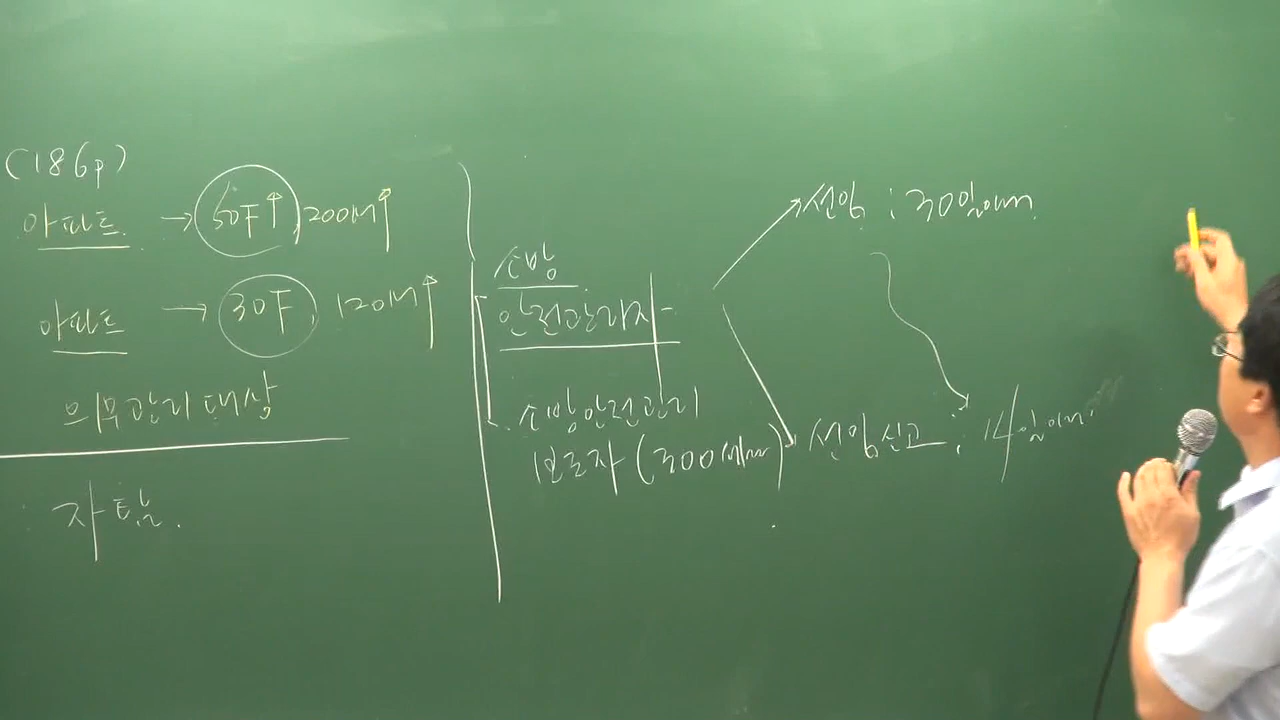 (186p)
아파트 → 50F↑, 200m↑
아파트 → 30F, 120m↑
의무관리대상
자탐.
소방
안전관리자
소방안전관리
보조자 (300세대)
선임 : 30일이내
선임신고 : 14일이내